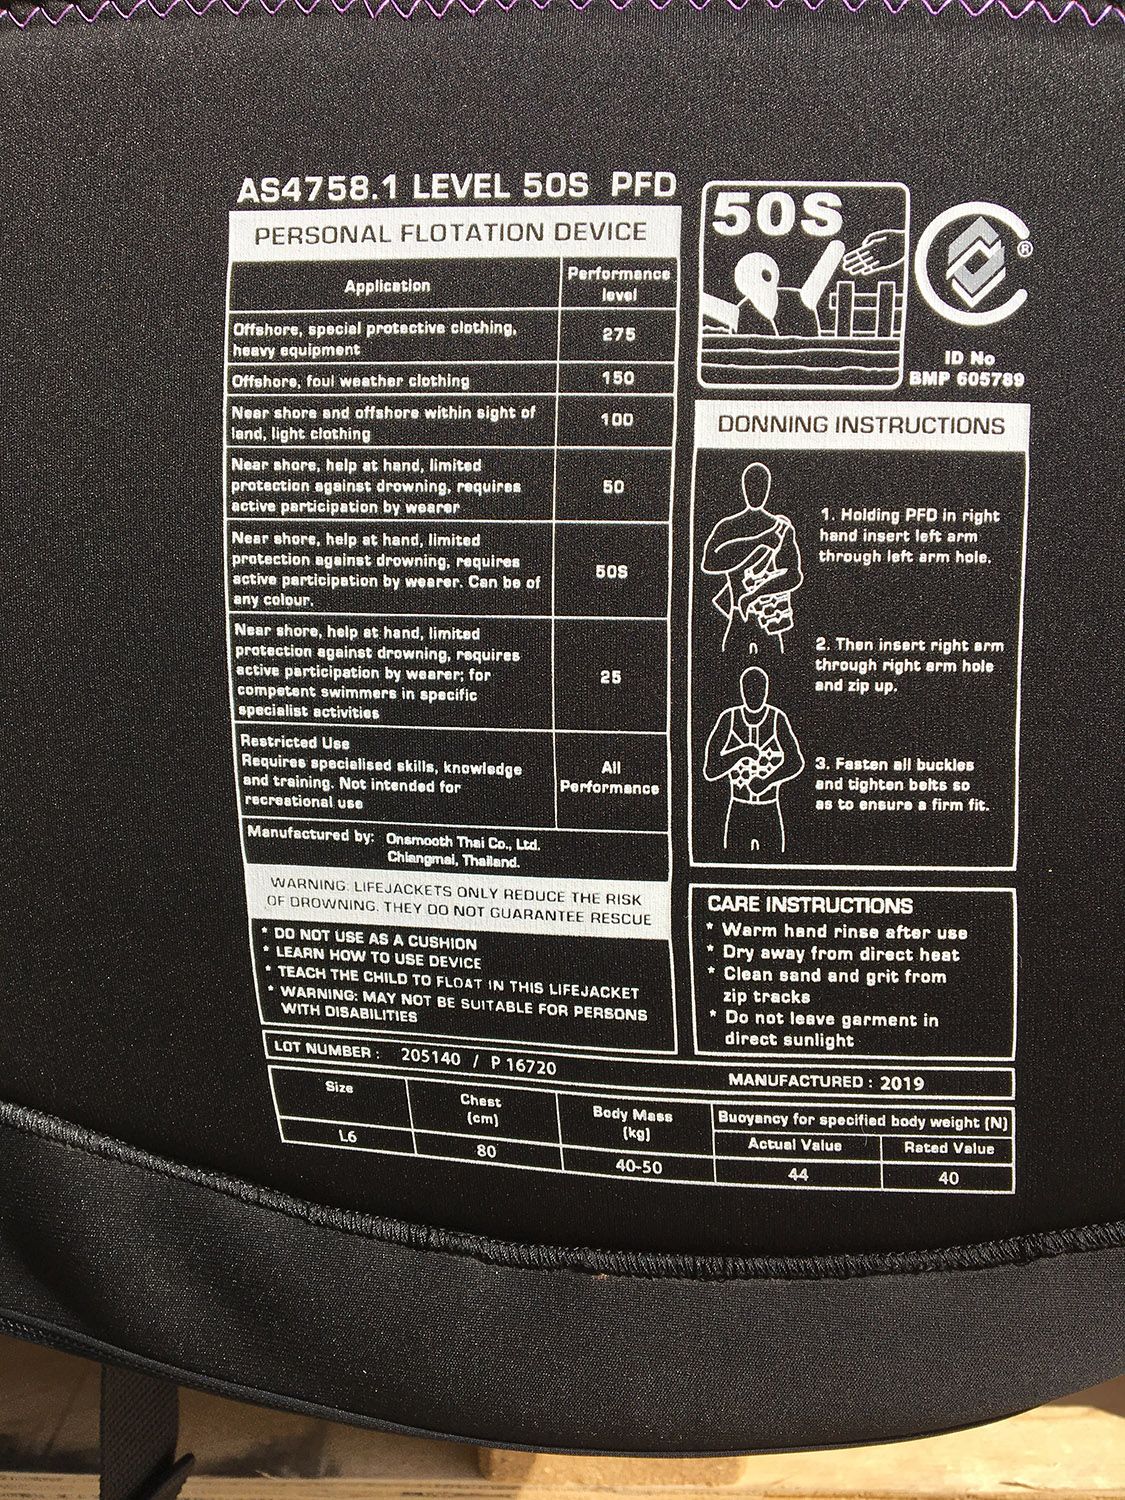 AS4758.1 LEVEL 50S PFD
PERSONAL FLOTATION DEVICE
Application
Performance
level
Offshore, special protective clothing,
heavy equipment
275
Offshore, foul weather clothing
150
Near shore and offshore within sight of
land, light clothing
100
Near shore, help at hand, limited
protection against drowning, requires
active participation by wearer
50
Near shore, help at hand, limited
protection against drowning, requires
active participation by wearer. Can be of
any colour.
50S
Near shore, help at hand, limited
protection against drowning, requires
active participation by wearer; for
competent swimmers in specific
specialist activities
25
Restricted Use
Requires specialised skills, knowledge
and training. Not intended for
recreational use
All
Performance
Manufactured by: Onsmooth Thai Co., Ltd.
Chiangmai, Thailand.
WARNING: LIFEJACKETS ONLY REDUCE THE RISK
OF DROWNING. THEY DO NOT GUARANTEE RESCUE
* DO NOT USE AS A CUSHION
* LEARN HOW TO USE DEVICE
* TEACH THE CHILD TO FLOAT IN THIS LIFEJACKET
* WARNING: MAY NOT BE SUITABLE FOR PERSONS
WITH DISABILITIES
50S
®
ID No
BMP 605789
DONNING INSTRUCTIONS
1. Holding PFD in right
hand insert left arm
through left arm hole.
2. Then insert right arm
through right arm hole
and zip up.
3. Fasten all buckles
and tighten belts so
as to ensure a firm fit.
CARE INSTRUCTIONS
* Warm hand rinse after use
* Dry away from direct heat
* Clean sand and grit from
zip tracks
* Do not leave garment in
direct sunlight
LOT NUMBER : 205140 / P 16720
MANUFACTURED : 2019
Size
Chest
(cm)
Body Mass
(kg)
Buoyancy for specified body weight (N)
Actual Value
Rated Value
L6
80
40-50
44
40